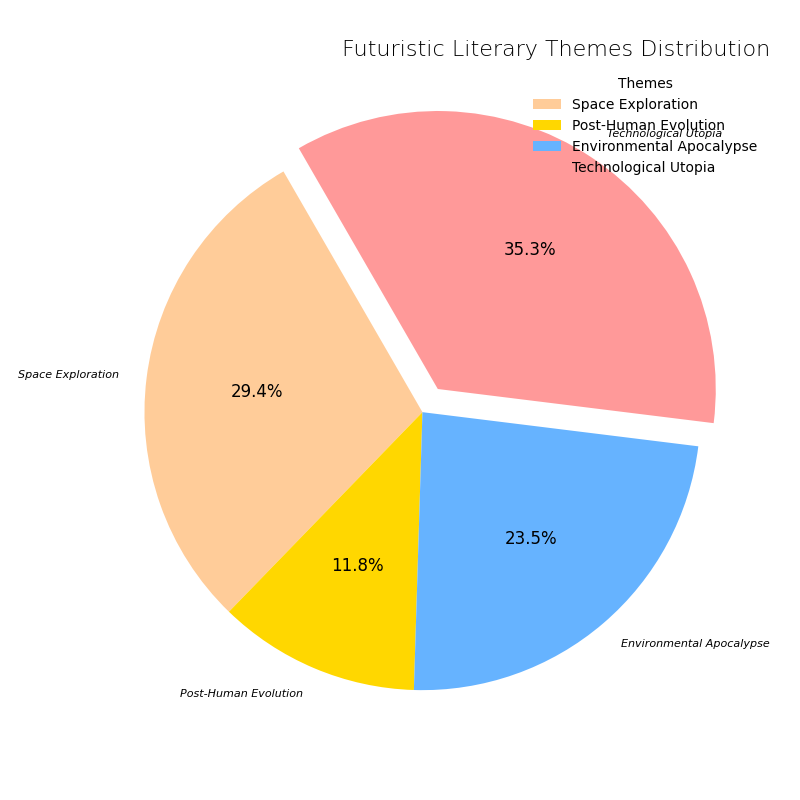 Futuristic Literary Themes Distribution
Themes
Space Exploration
Post-Human Evolution
Technological Utopia
Environmental Apocalypse
Technological Utopia
35.3%
Space Exploration
29.4%
23.5%
11.8%
Environmental Apocalypse
Post-Human Evolution